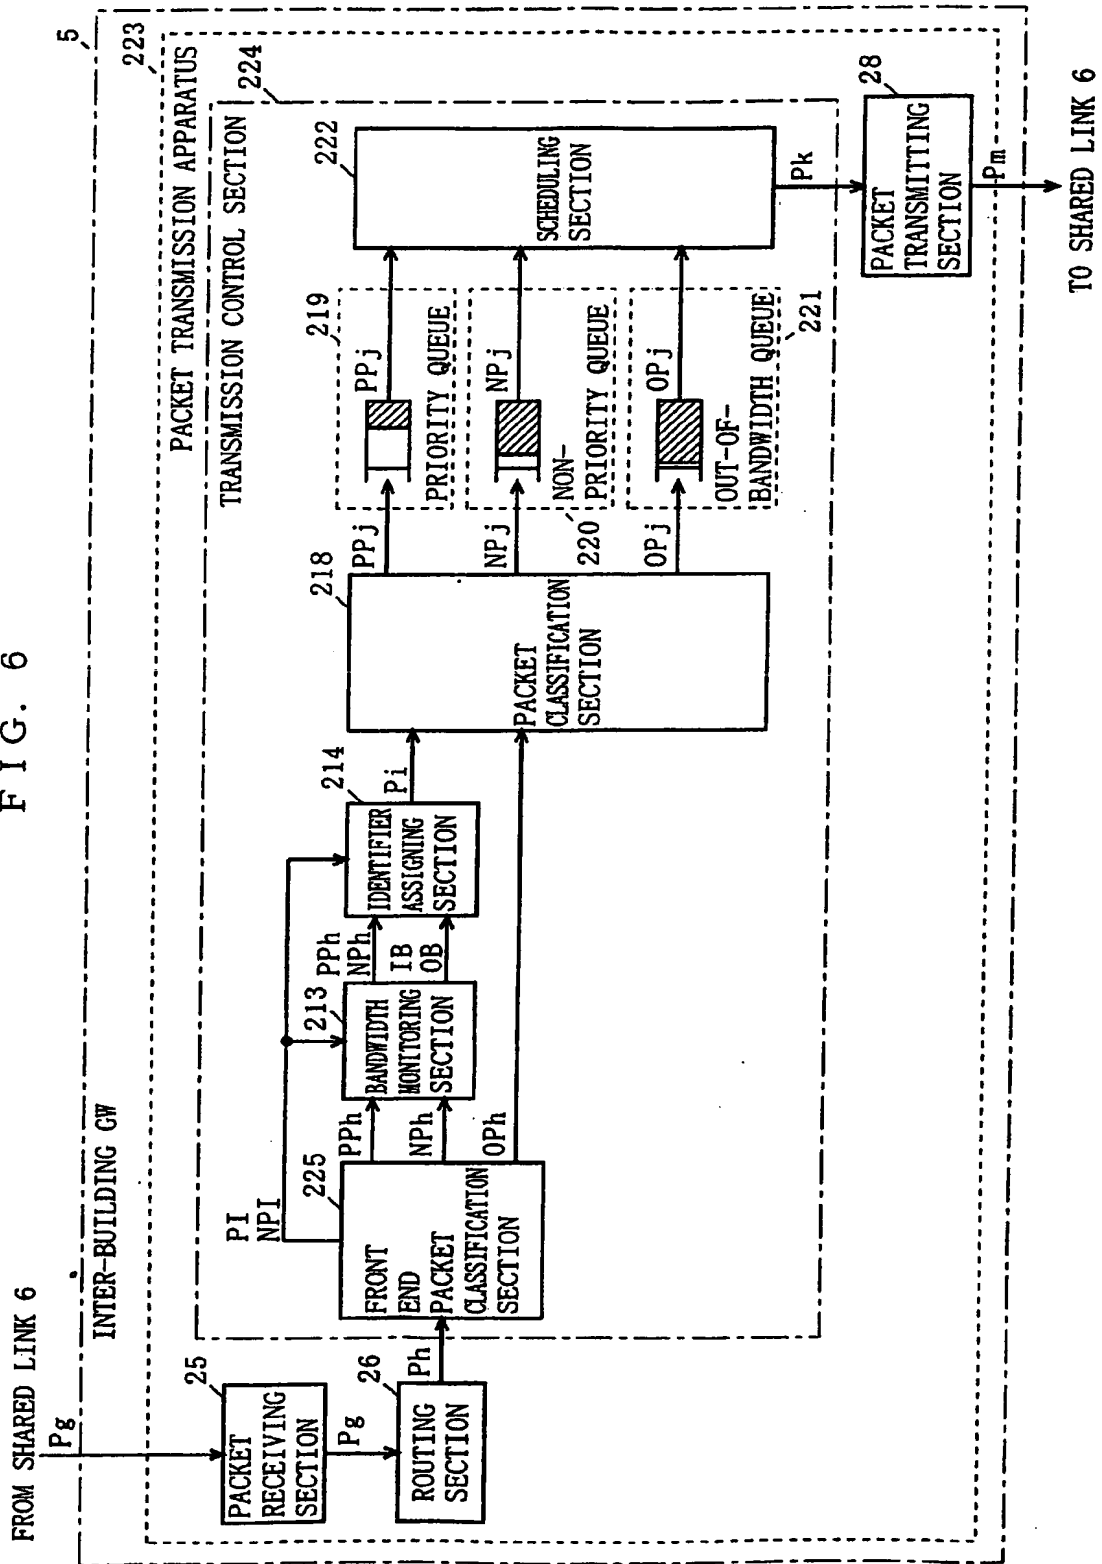 FIG. 6
FROM SHARED LINK 6
Pg
INTER-BUILDING GW
5
223
PACKET TRANSMISSION APPARATUS
224
TRANSMISSION CONTROL SECTION
25
PACKET
RECEIVING
SECTION
Pg
26
ROUTING
SECTION
Ph
PI
NPI
225
FRONT
END
PACKET
CLASSIFICATION
SECTION
PPh
NPh
OPh
213
BANDWIDTH
MONITORING
SECTION
PPh
NPh
IB
OB
214
IDENTIFIER
ASSIGNING
SECTION
Pi
218
PACKET
CLASSIFICATION
SECTION
PPj
NPj
OPj
219
PPj
PRIORITY QUEUE
220
NPj
NON-
PRIORITY QUEUE
221
OPj
OUT-OF-
BANDWIDTH QUEUE
222
SCHEDULING
SECTION
Pk
28
PACKET
TRANSMITTING
SECTION
Pm
TO SHARED LINK 6